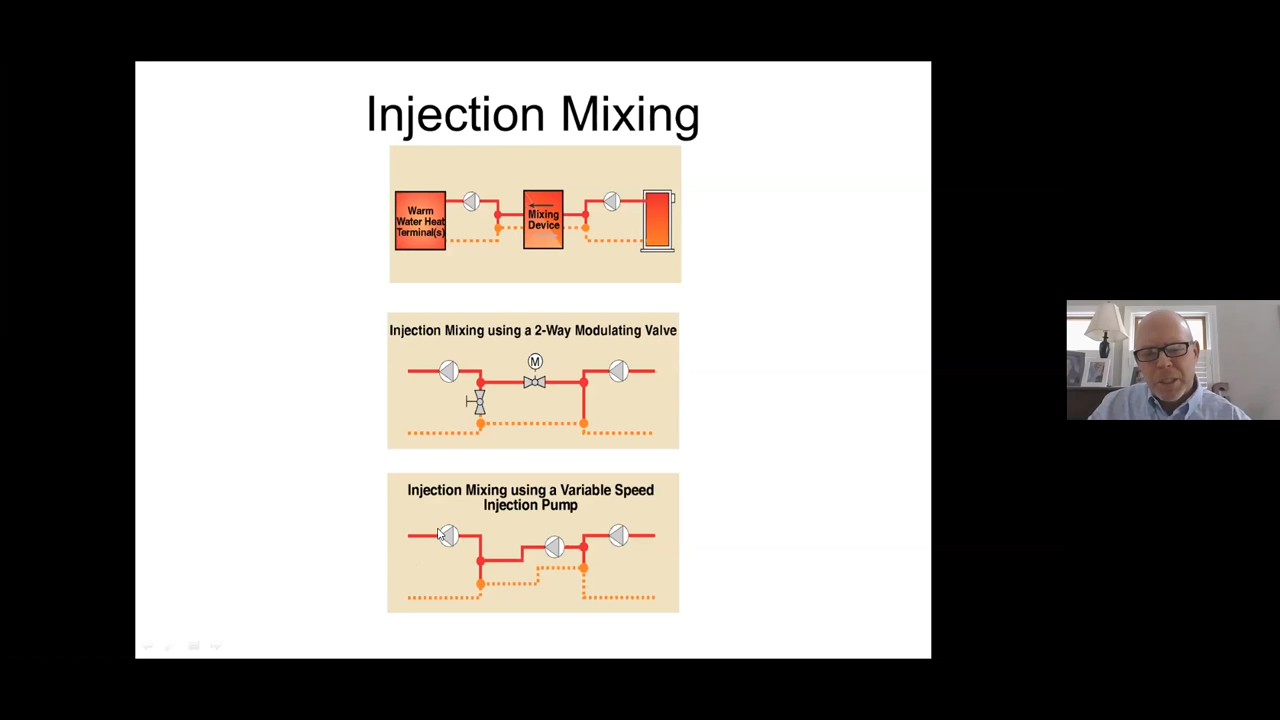 Injection Mixing
Warm
Water Heat
Terminal(s)
Mixing
Device
Injection Mixing using a 2-Way Modulating Valve
M
Injection Mixing using a Variable Speed
Injection Pump